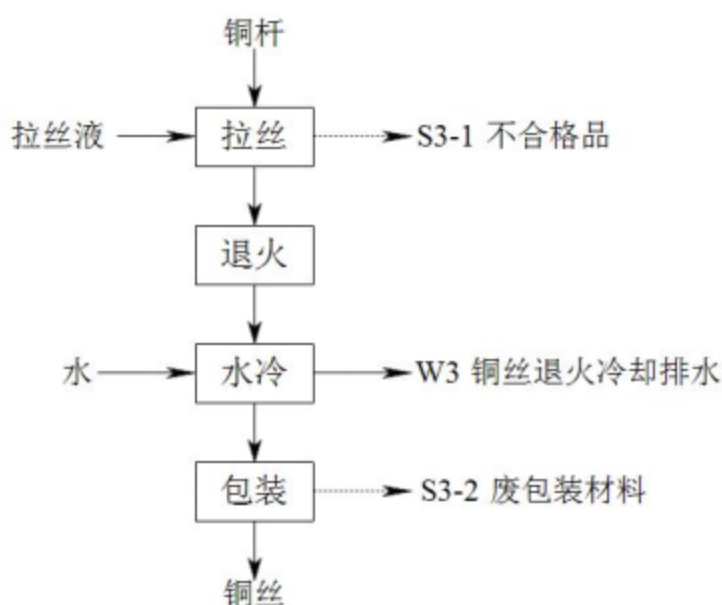 铜杆
拉丝液
拉丝
S3-1 不合格品
退火
水
水冷
W3 铜丝退火冷却排水
包装
S3-2 废包装材料
铜丝